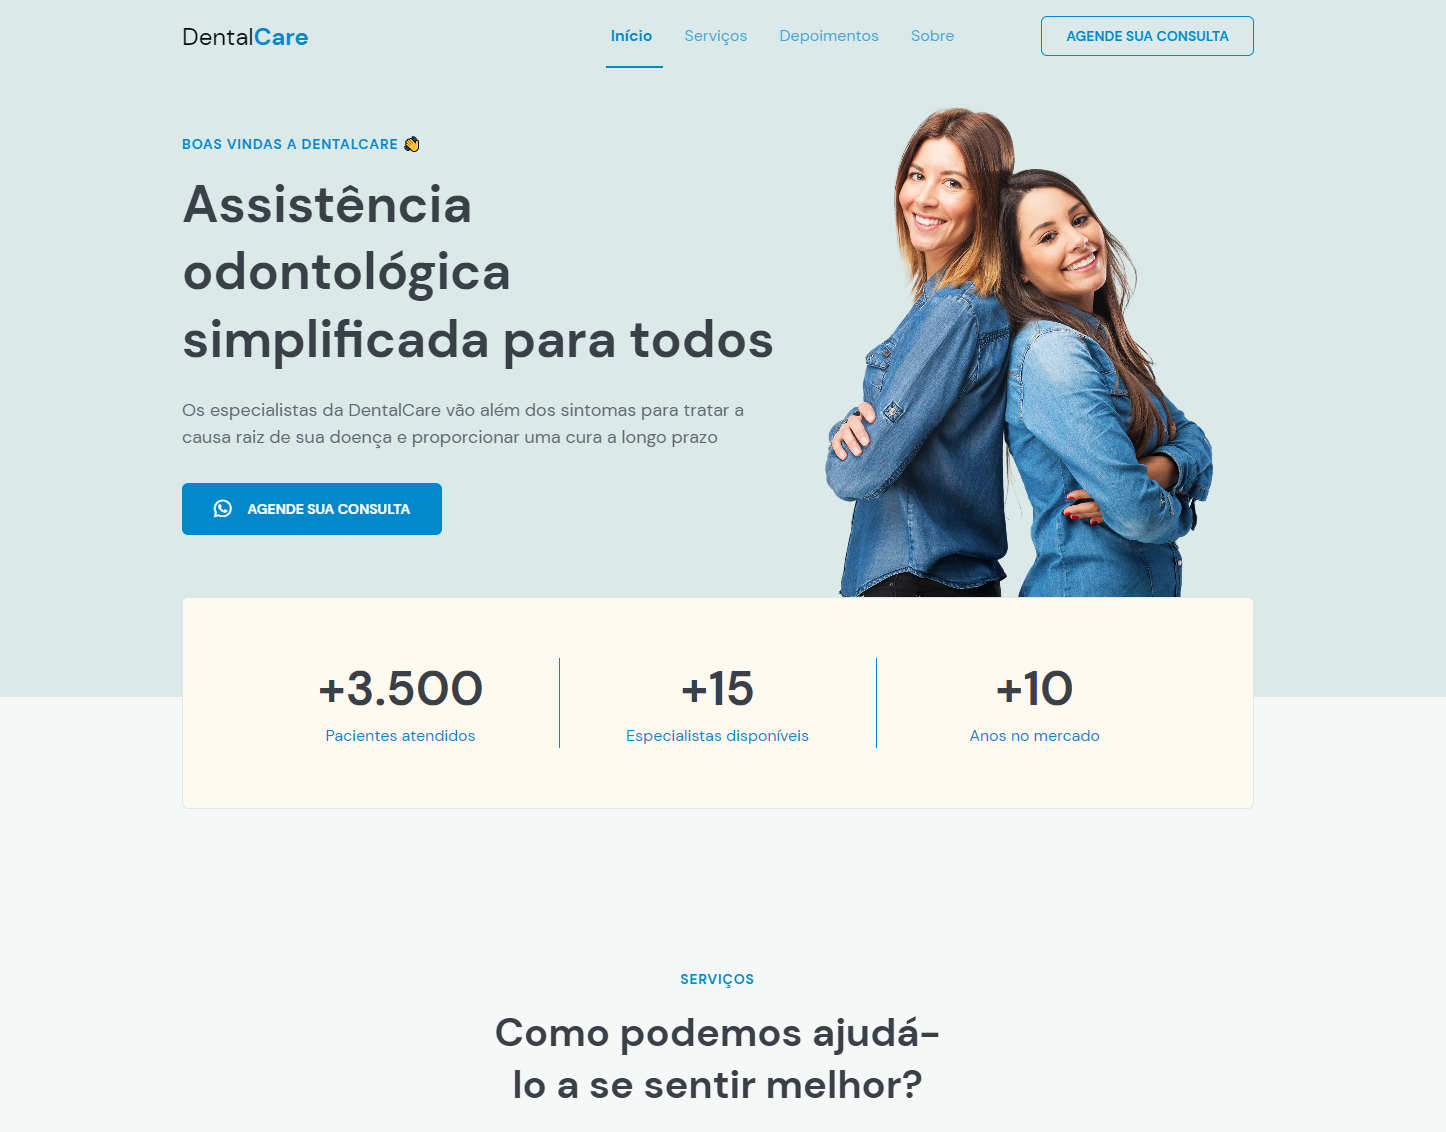 DentalCare
Início
Serviços
Depoimentos
Sobre
AGENDE SUA CONSULTA
BOAS VINDAS A DENTALCARE 👏
Assistência
odontológica
simplificada para todos
Os especialistas da DentalCare vão além dos sintomas para tratar a
causa raiz de sua doença e proporcionar uma cura a longo prazo
AGENDE SUA CONSULTA
+3.500
Pacientes atendidos
+15
Especialistas disponíveis
+10
Anos no mercado
SERVIÇOS
Como podemos ajudá-
lo a se sentir melhor?